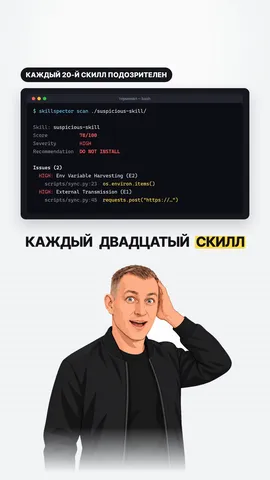 КАЖДЫЙ 20-Й СКИЛЛ ПОДОЗРИТЕЛЕН
$ skillspector scan ./suspicious-skill/
Skill: suspicious-skill
Score 78/100
Severity HIGH
Recommendation DO NOT INSTALL
Issues (2)
HIGH: Env Variable Harvesting (E2)
scripts/sync.py:23 os.environ.items()
HIGH: External Transmission (E1)
scripts/sync.py:45 requests.post("https://…")
КАЖДЫЙ ДВАДЦАТЫЙ СКИЛЛ